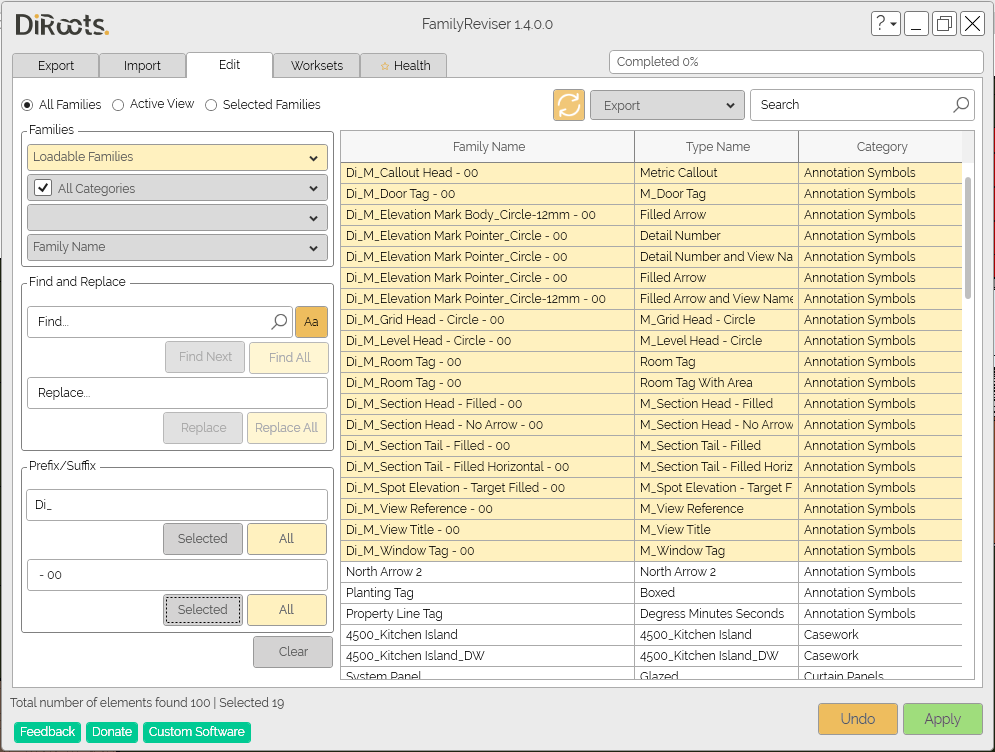 DiRoots.
FamilyReviser 1.4.0.0
?
Export
Import
Edit
Worksets
Health
Completed 0%
All Families
Active View
Selected Families
Export
Search
Families
Loadable Families
All Categories
Family Name
Find and Replace
Find...
Aa
Find Next
Find All
Replace...
Replace
Replace All
Prefix/Suffix
Di_
Selected
All
- 00
Selected
All
Clear
Family Name Type Name Category
Di_M_Callout Head - 00 Metric Callout Annotation Symbols
Di_M_Door Tag - 00 M_Door Tag Annotation Symbols
Di_M_Elevation Mark Body_Circle-12mm - 00 Filled Arrow Annotation Symbols
Di_M_Elevation Mark Pointer_Circle - 00 Detail Number Annotation Symbols
Di_M_Elevation Mark Pointer_Circle - 00 Detail Number and View Na Annotation Symbols
Di_M_Elevation Mark Pointer_Circle - 00 Filled Arrow Annotation Symbols
Di_M_Elevation Mark Pointer_Circle-12mm - 00 Filled Arrow and View Name Annotation Symbols
Di_M_Grid Head - Circle - 00 M_Grid Head - Circle Annotation Symbols
Di_M_Level Head - Circle - 00 M_Level Head - Circle Annotation Symbols
Di_M_Room Tag - 00 Room Tag Annotation Symbols
Di_M_Room Tag - 00 Room Tag With Area Annotation Symbols
Di_M_Section Head - Filled - 00 M_Section Head - Filled Annotation Symbols
Di_M_Section Head - No Arrow - 00 M_Section Head - No Arrow Annotation Symbols
Di_M_Section Tail - Filled - 00 M_Section Tail - Filled Annotation Symbols
Di_M_Section Tail - Filled Horizontal - 00 M_Section Tail - Filled Horiz Annotation Symbols
Di_M_Spot Elevation - Target Filled - 00 M_Spot Elevation - Target F Annotation Symbols
Di_M_View Reference - 00 M_View Reference Annotation Symbols
Di_M_View Title - 00 M_View Title Annotation Symbols
Di_M_Window Tag - 00 M_Window Tag Annotation Symbols
North Arrow 2 North Arrow 2 Annotation Symbols
Planting Tag Boxed Annotation Symbols
Property Line Tag Degress Minutes Seconds Annotation Symbols
4500_Kitchen Island 4500_Kitchen Island Casework
4500_Kitchen Island_DW 4500_Kitchen Island_DW Casework
System Panel Glazed Curtain Panels
Total number of elements found 100 | Selected 19
Feedback
Donate
Custom Software
Undo
Apply